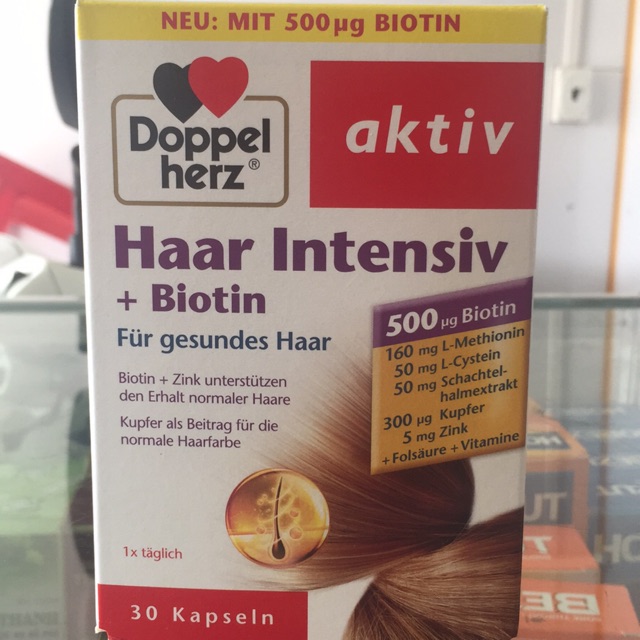 NEU: MIT 500µg BIOTIN
Doppel
herz®
aktiv
Haar Intensiv
+ Biotin
Für gesundes Haar
Biotin + Zink unterstützen
den Erhalt normaler Haare
Kupfer als Beitrag für die
normale Haarfarbe
500 µg Biotin
160 mg L-Methionin
50 mg L-Cystein
50 mg Schachtel-
halmextrakt
300 µg Kupfer
5 mg Zink
+ Folsäure + Vitamine
1x täglich
30 Kapseln